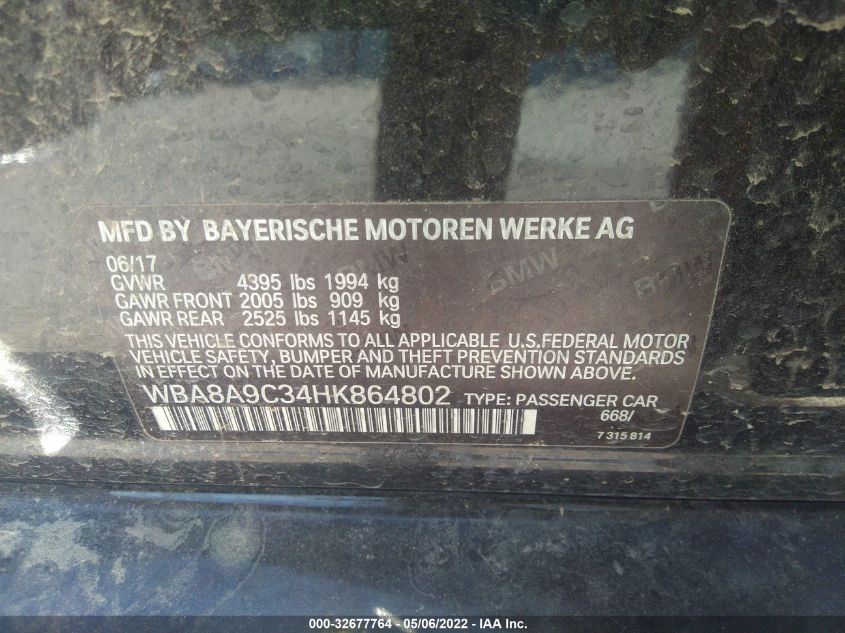 MFD BY BAYERISCHE MOTOREN WERKE AG
06/17
GVWR 4395 lbs 1994 kg
GAWR FRONT 2005 lbs 909 kg
GAWR REAR 2525 lbs 1145 kg
THIS VEHICLE CONFORMS TO ALL APPLICABLE U.S.FEDERAL MOTOR
VEHICLE SAFETY, BUMPER AND THEFT PREVENTION STANDARDS
IN EFFECT ON THE DATE OF MANUFACTURE SHOWN ABOVE.
WBA8A9C34HK864802 TYPE: PASSENGER CAR
668/
7 315 814
BMW
000-32677764 - 05/06/2022 - IAA Inc.